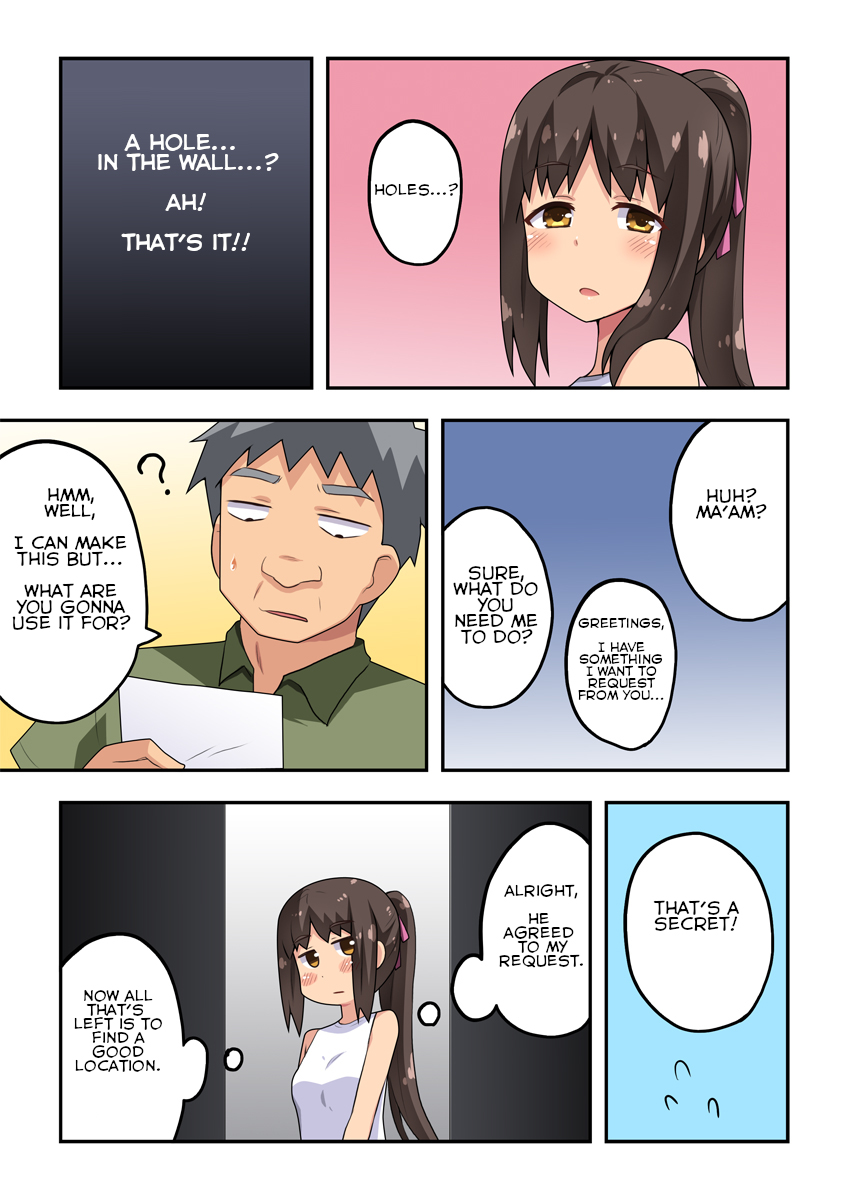 HOLES...?
A HOLE...
IN THE WALL...?
AH!
THAT'S IT!!
HUH?
MA'AM?
GREETINGS,
I HAVE
SOMETHING
I WANT TO
REQUEST
FROM YOU...
SURE,
WHAT DO
YOU
NEED ME
TO DO?
?
HMM,
WELL,
I CAN MAKE
THIS BUT...
WHAT ARE
YOU GONNA
USE IT FOR?
THAT'S A
SECRET!
ALRIGHT,
HE
AGREED
TO MY
REQUEST.
NOW ALL
THAT'S
LEFT IS TO
FIND A
GOOD
LOCATION.